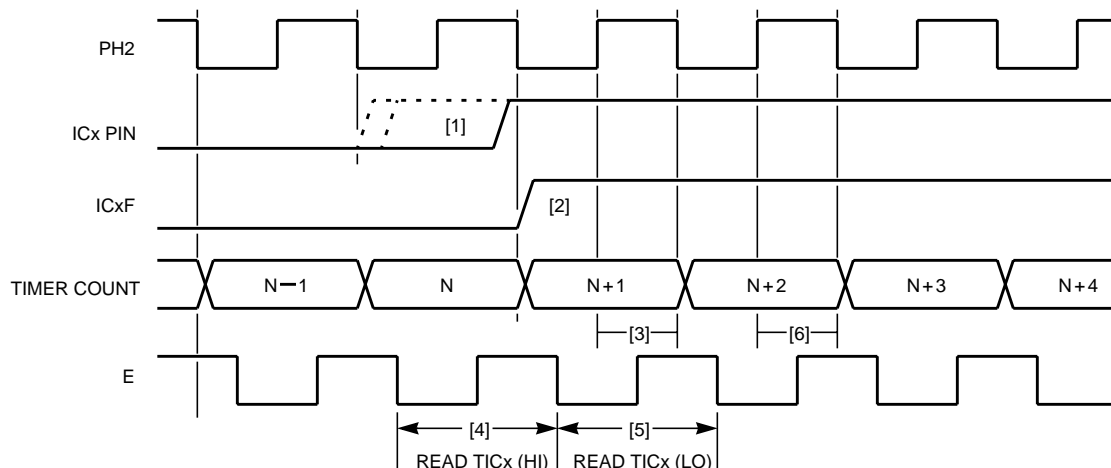 PH2
ICx PIN
[1]
ICxF
[2]
TIMER COUNT
N−1
N
N+1
N+2
N+3
N+4
[3]
[6]
E
[4]
[5]
READ TICx (HI)
READ TICx (LO)